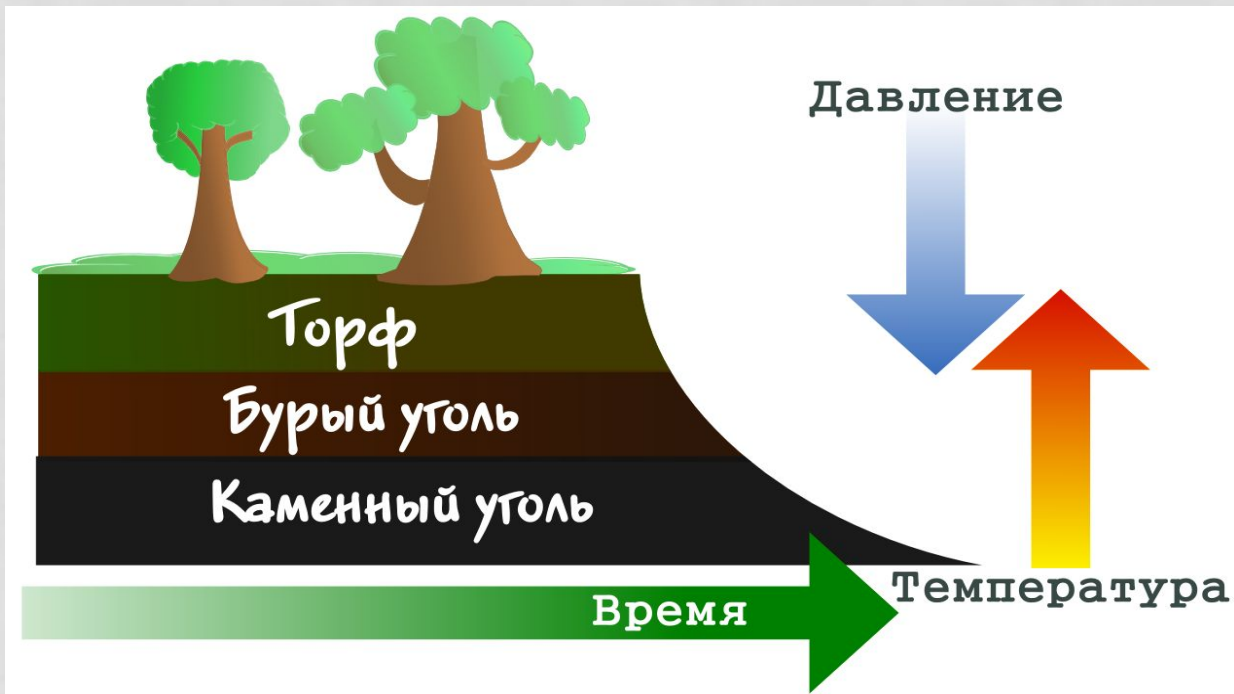 Давление
Торф
Бурый уголь
Каменный уголь
Температура
Время